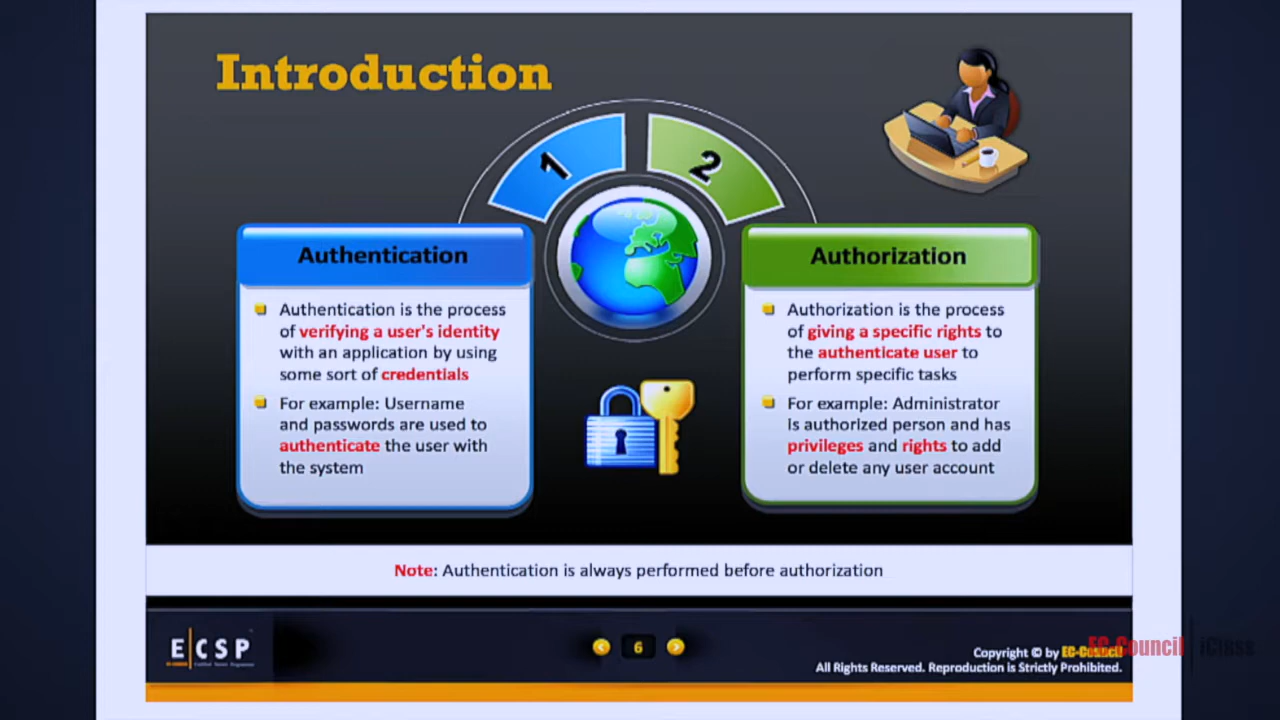 Introduction
1
2
Authentication
Authentication is the process
of verifying a user's identity
with an application by using
some sort of credentials
For example: Username
and passwords are used to
authenticate the user with
the system
Authorization
Authorization is the process
of giving a specific rights to
the authenticate user to
perform specific tasks
For example: Administrator
is authorized person and has
privileges and rights to add
or delete any user account
Note: Authentication is always performed before authorization
ECSP
6
Copyright © by EG-Council
All Rights Reserved. Reproduction is Strictly Prohibited.
EC-Council iClass